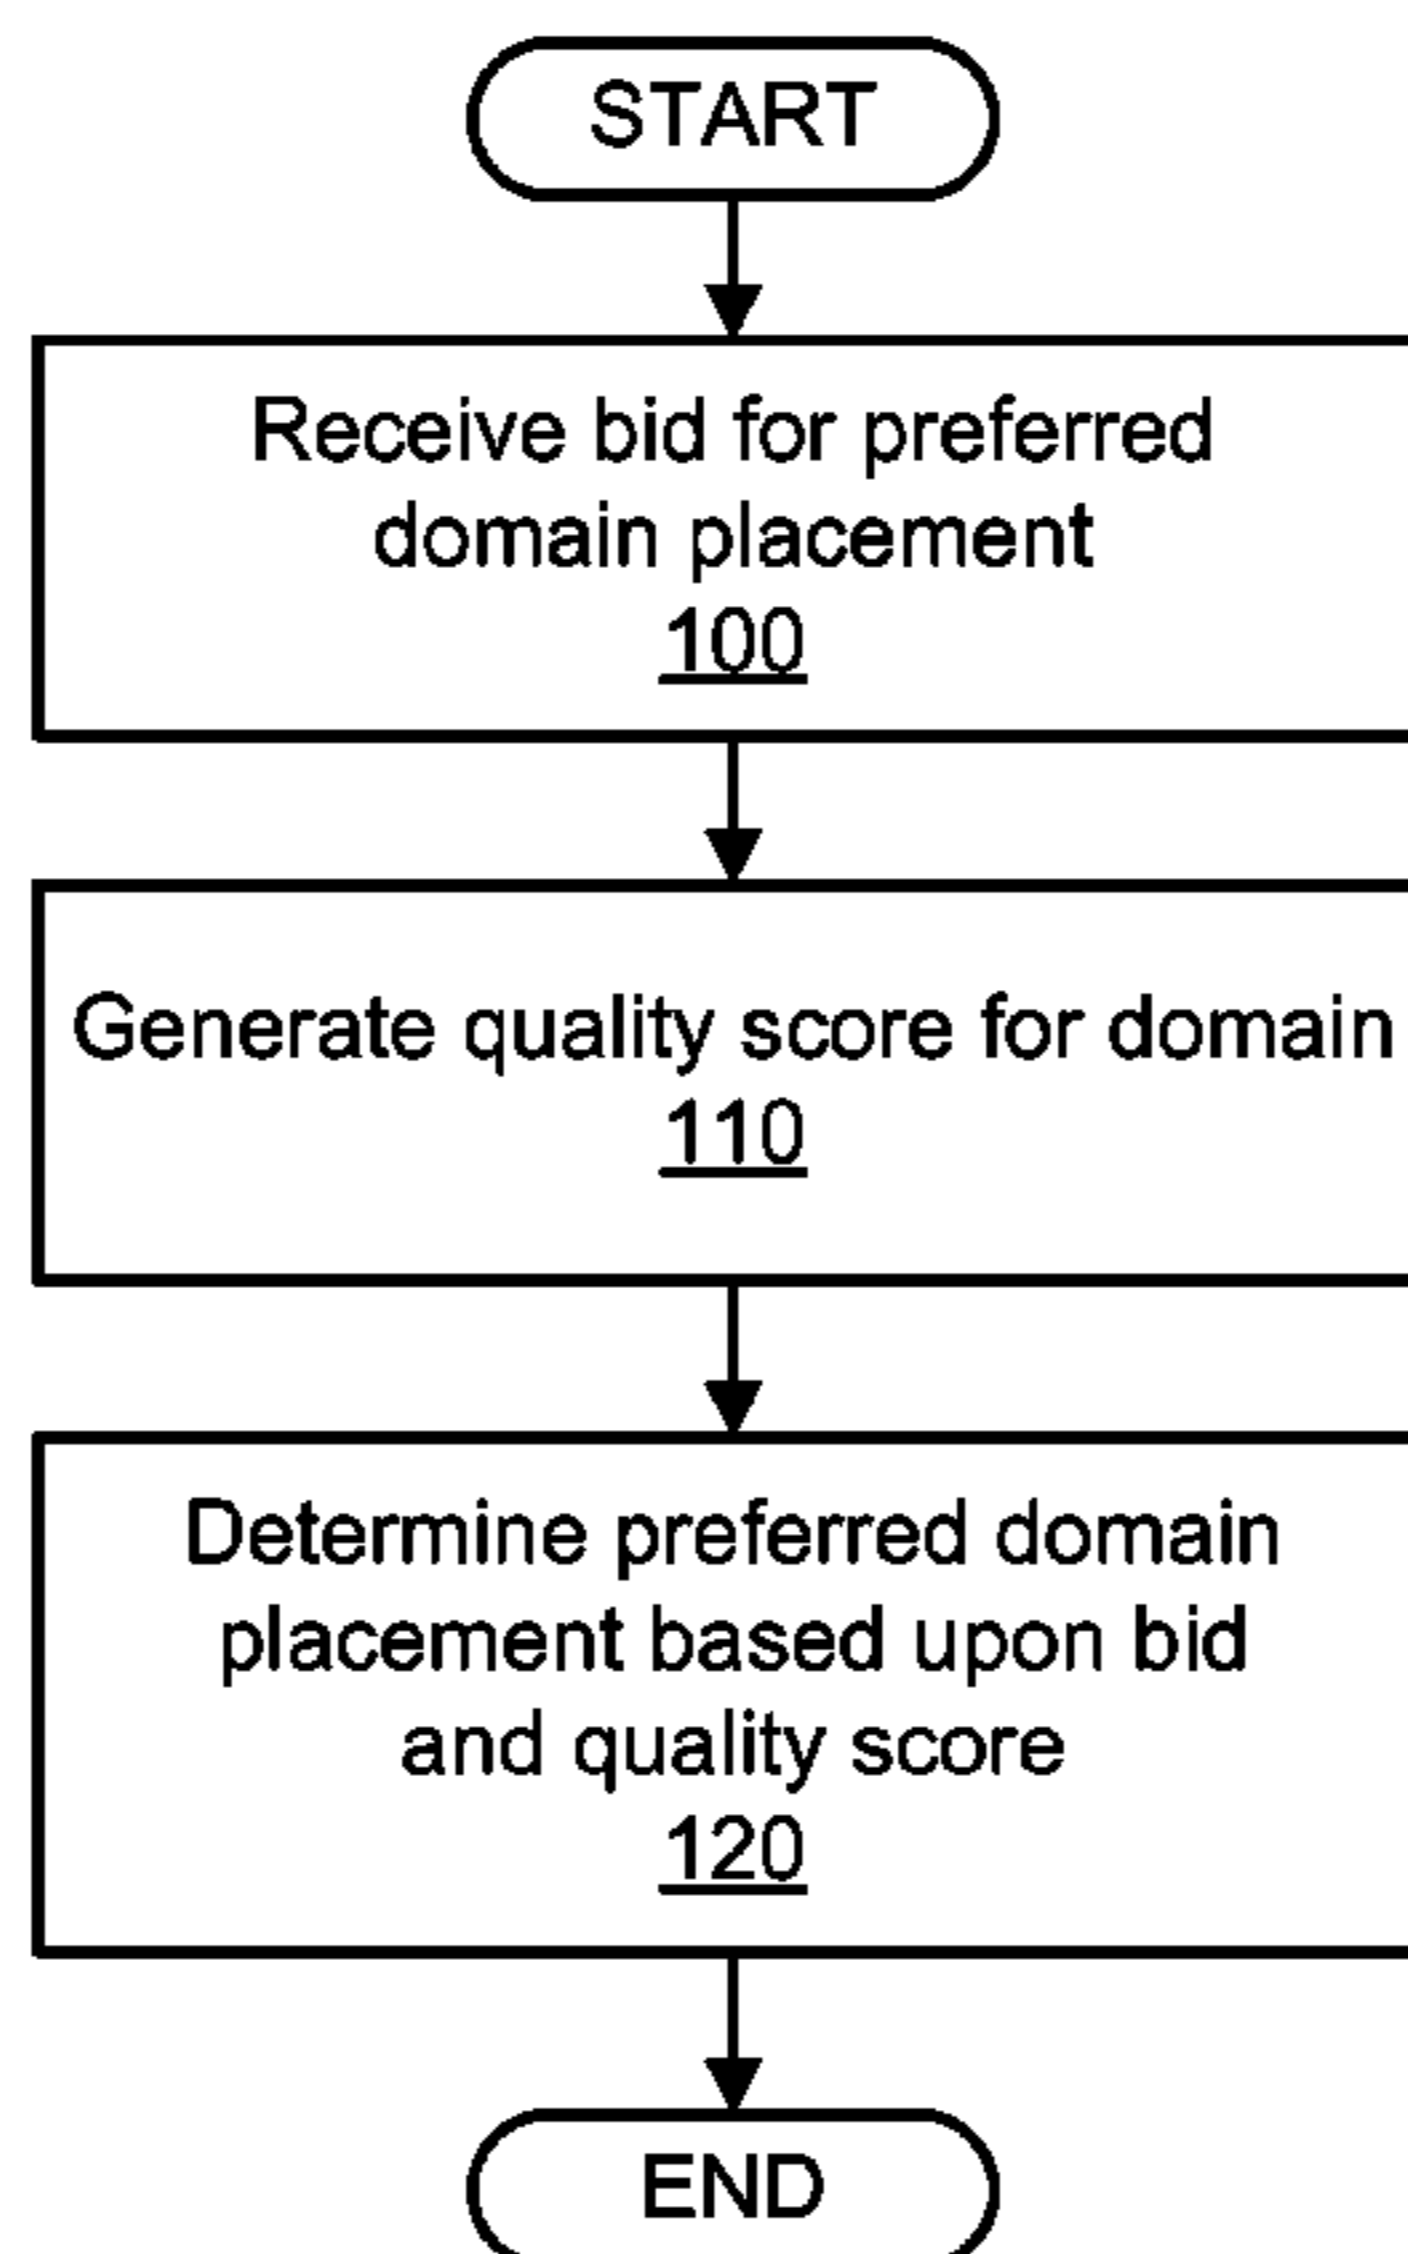 START
Receive bid for preferred
domain placement
100
Generate quality score for domain
110
Determine preferred domain
placement based upon bid
and quality score
120
END